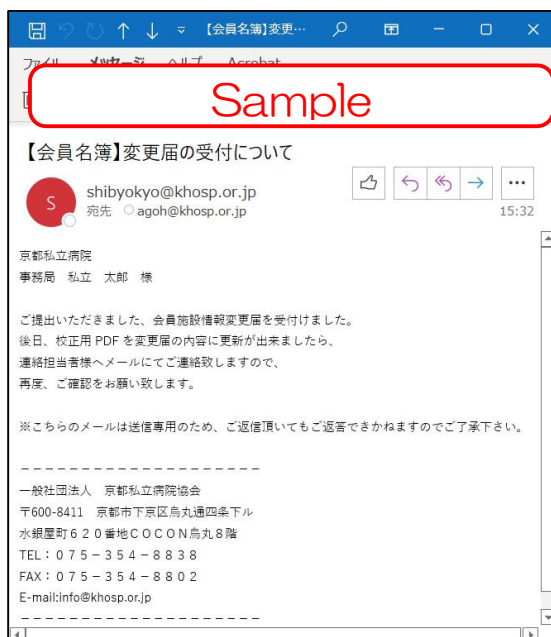 【会員名簿】変更…
ファイル メッセージ ヘルプ Acrobat
Sample
【会員名簿】変更届の受付について
S
shibyokyo@khosp.or.jp
宛先 agoh@khosp.or.jp
15:32
京都私立病院
事務局 私立 太郎 様
ご提出いただきました、会員施設情報変更届を受付けました。
後日、校正用 PDF を変更届の内容に更新が出来ましたら、
連絡担当者様へメールにてご連絡致しますので、
再度、ご確認をお願い致します。
※こちらのメールは送信専用のため、ご返信頂いてもご返答できかねますのでご了承下さい。
－－－－－－－－－－－－－－－－－－－－
一般社団法人 京都私立病院協会
〒600-8411 京都市下京区烏丸通四条下ル
水銀屋町６２０番地ＣＯＣＯＮ烏丸８階
TEL：０７５－３５４－８８３８
FAX：０７５－３５４－８８０２
E-mail:info@khosp.or.jp
－－－－－－－－－－－－－－－－－－－－